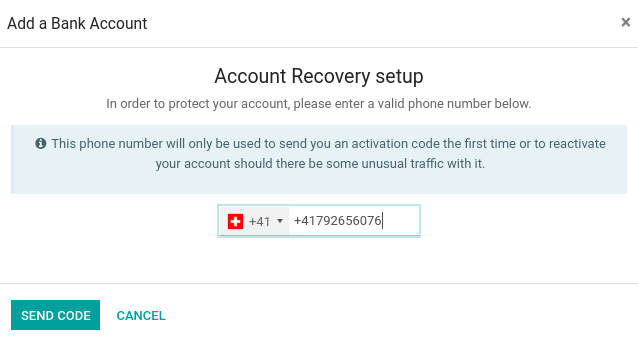 Add a Bank Account ×
Account Recovery setup
In order to protect your account, please enter a valid phone number below.
This phone number will only be used to send you an activation code the first time or to reactivate
your account should there be some unusual traffic with it.
+41 +41792656076
SEND CODE CANCEL